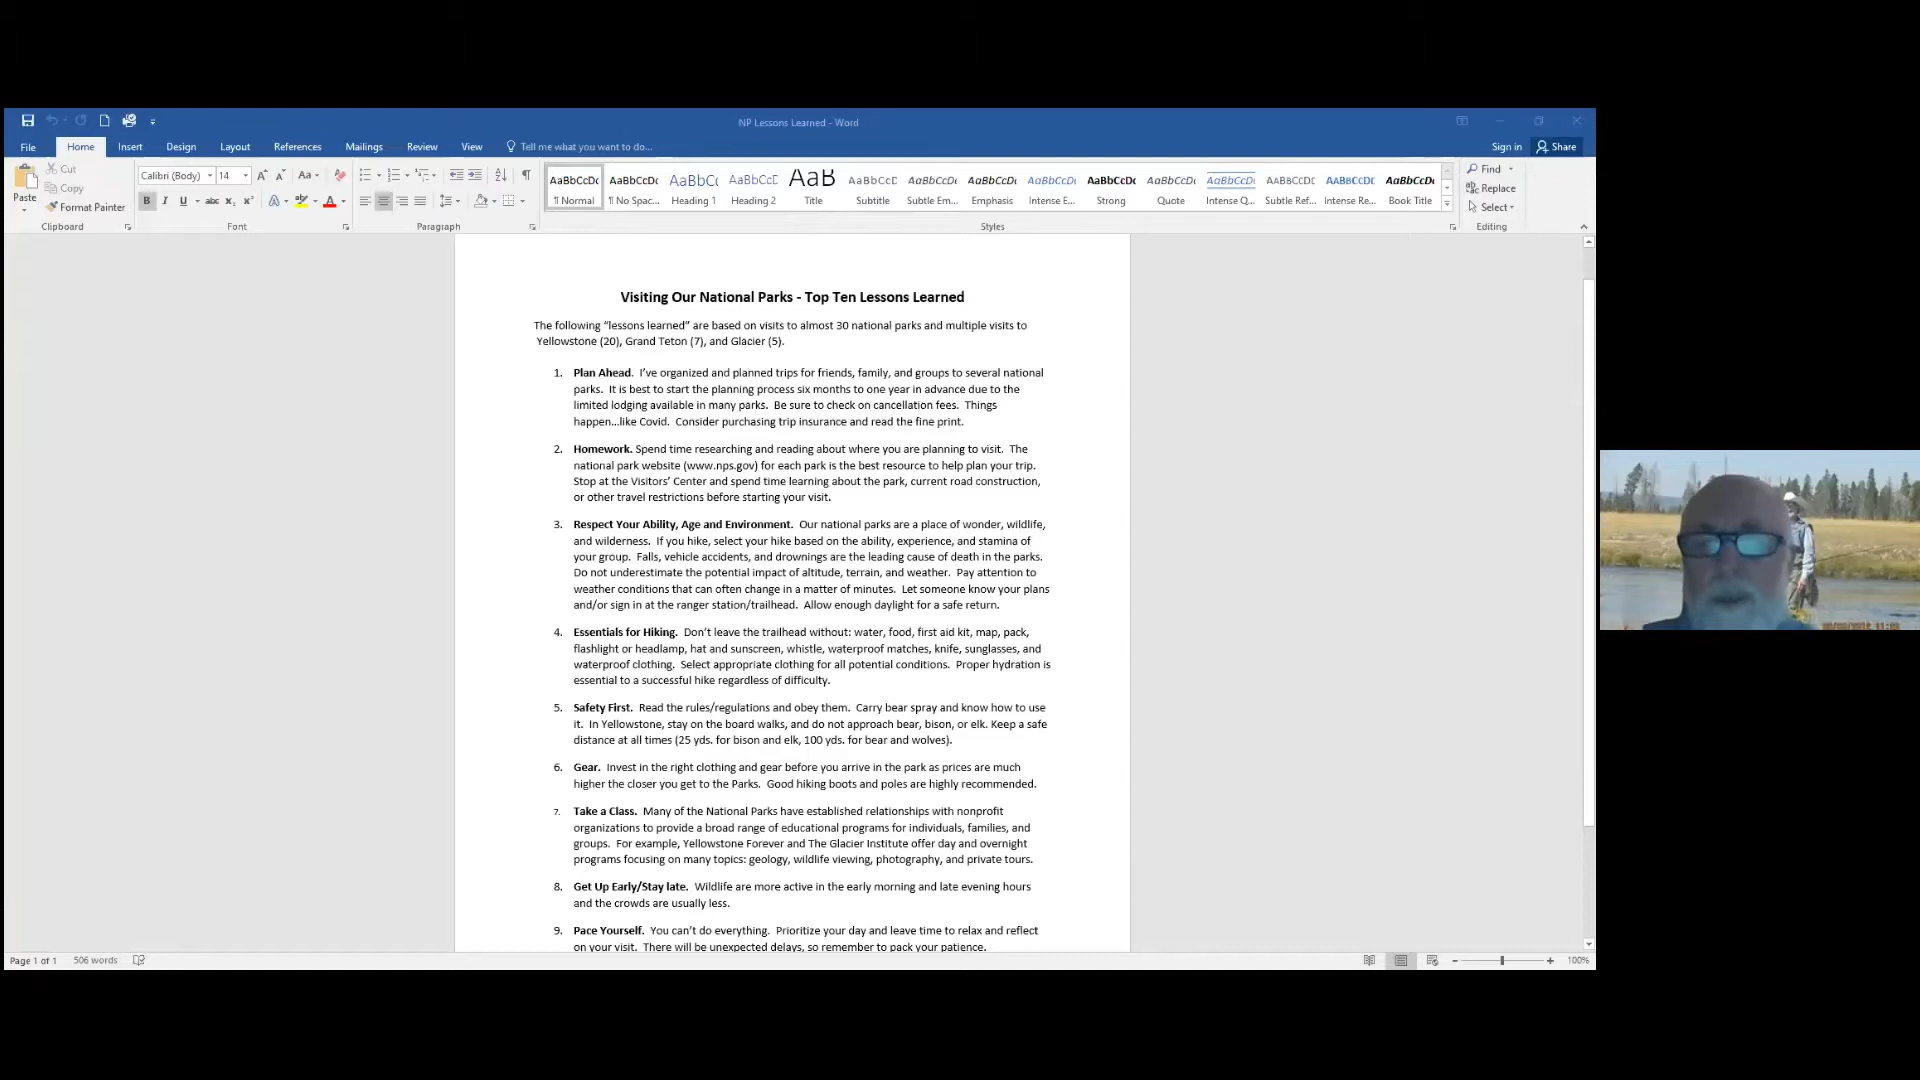 NP Lessons Learned - Word
File Home Insert Design Layout References Mailings Review View Tell me what you want to do... Sign in Share
Cut
Copy
Format Painter
Paste
Calibri (Body) 14
Aa
B I U abc X₂ X²
A A
AaBbCcDc AaBbCcDc AaBbCc AaBbCcE AaB AaBbCcC AaBbCcDc AaBbCcDc AaBbCcDc AaBbCcDc AaBbCcDc AaBbCcDc AABBCCDC AABBCCDC AaBbCcDc
¶ Normal ¶ No Spac... Heading 1 Heading 2 Title Subtitle Subtle Em... Emphasis Intense E... Strong Quote Intense Q... Subtle Ref... Intense Re... Book Title
Find
Replace
Select
Clipboard Font Paragraph Styles Editing
Visiting Our National Parks - Top Ten Lessons Learned
The following “lessons learned” are based on visits to almost 30 national parks and multiple visits to
Yellowstone (20), Grand Teton (7), and Glacier (5).
1. Plan Ahead. I’ve organized and planned trips for friends, family, and groups to several national
parks. It is best to start the planning process six months to one year in advance due to the
limited lodging available in many parks. Be sure to check on cancellation fees. Things
happen...like Covid. Consider purchasing trip insurance and read the fine print.
2. Homework. Spend time researching and reading about where you are planning to visit. The
national park website (www.nps.gov) for each park is the best resource to help plan your trip.
Stop at the Visitors’ Center and spend time learning about the park, current road construction,
or other travel restrictions before starting your visit.
3. Respect Your Ability, Age and Environment. Our national parks are a place of wonder, wildlife,
and wilderness. If you hike, select your hike based on the ability, experience, and stamina of
your group. Falls, vehicle accidents, and drownings are the leading cause of death in the parks.
Do not underestimate the potential impact of altitude, terrain, and weather. Pay attention to
weather conditions that can often change in a matter of minutes. Let someone know your plans
and/or sign in at the ranger station/trailhead. Allow enough daylight for a safe return.
4. Essentials for Hiking. Don’t leave the trailhead without: water, food, first aid kit, map, pack,
flashlight or headlamp, hat and sunscreen, whistle, waterproof matches, knife, sunglasses, and
waterproof clothing. Select appropriate clothing for all potential conditions. Proper hydration is
essential to a successful hike regardless of difficulty.
5. Safety First. Read the rules/regulations and obey them. Carry bear spray and know how to use
it. In Yellowstone, stay on the board walks, and do not approach bear, bison, or elk. Keep a safe
distance at all times (25 yds. for bison and elk, 100 yds. for bear and wolves).
6. Gear. Invest in the right clothing and gear before you arrive in the park as prices are much
higher the closer you get to the Parks. Good hiking boots and poles are highly recommended.
7. Take a Class. Many of the National Parks have established relationships with nonprofit
organizations to provide a broad range of educational programs for individuals, families, and
groups. For example, Yellowstone Forever and The Glacier Institute offer day and overnight
programs focusing on many topics: geology, wildlife viewing, photography, and private tours.
8. Get Up Early/Stay late. Wildlife are more active in the early morning and late evening hours
and the crowds are usually less.
9. Pace Yourself. You can’t do everything. Prioritize your day and leave time to relax and reflect
on your visit. There will be unexpected delays, so remember to pack your patience.
Page 1 of 1 506 words 100%